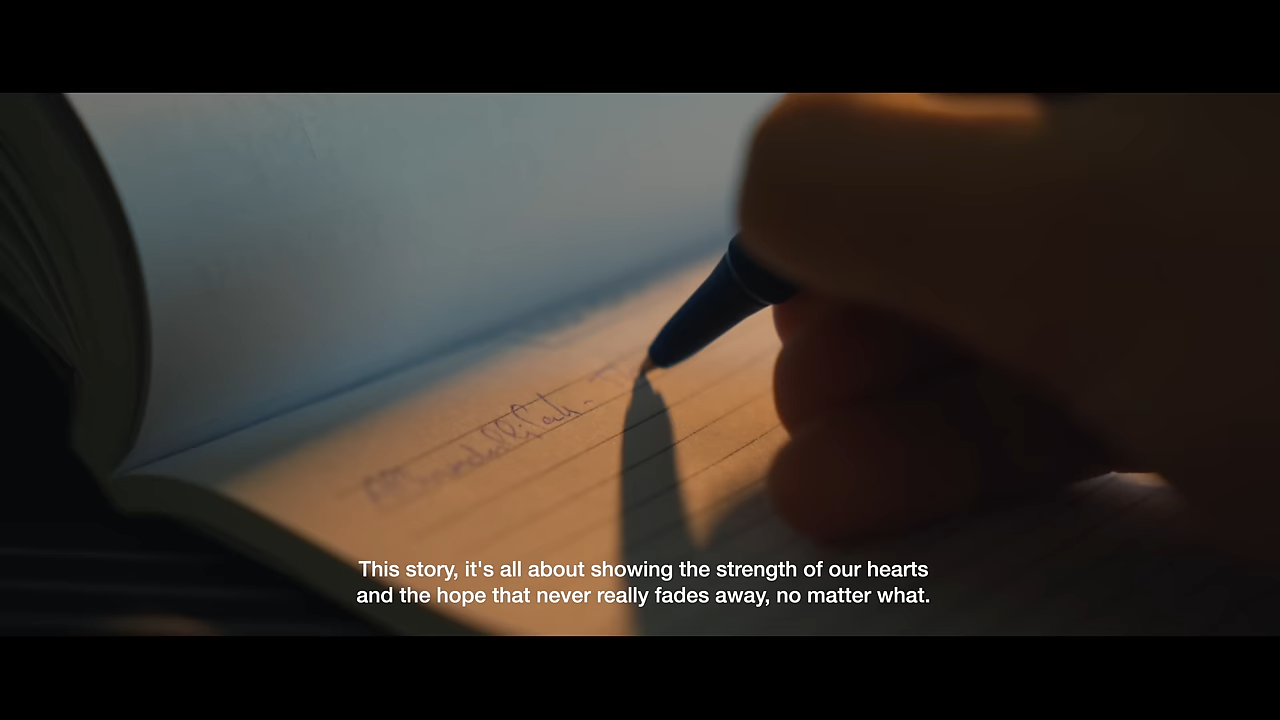 This story, it's all about showing the strength of our hearts
and the hope that never really fades away, no matter what.